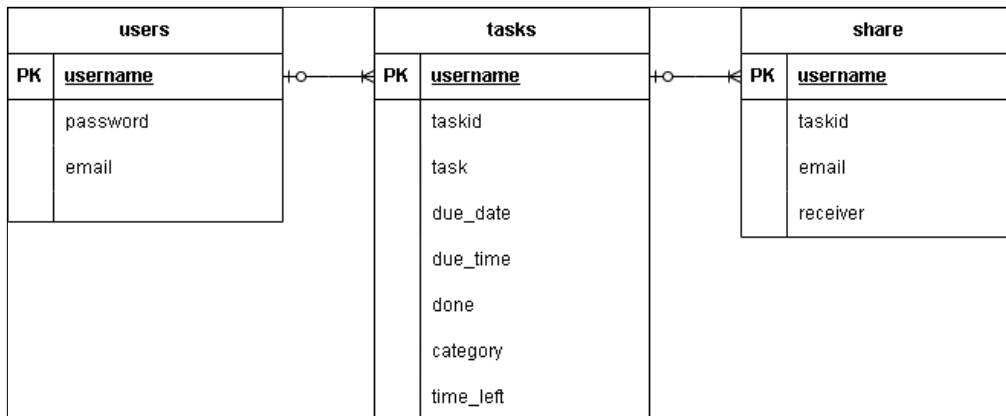 users
PK username
password
email
tasks
PK username
taskid
task
due_date
due_time
done
category
time_left
share
PK username
taskid
email
receiver